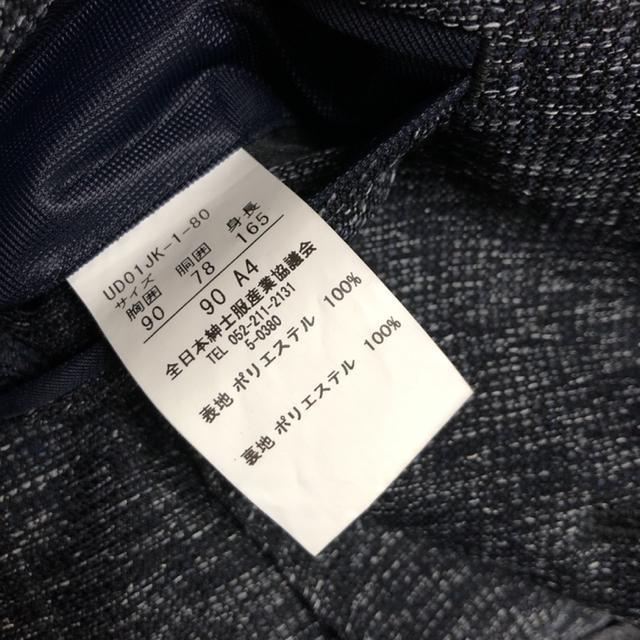 UD01JK-1-80
サイズ
胸囲 胴囲 身長
90 78 165
90 A4
全日本紳士服産業協議会
TEL 052-211-2131
5-0380
表地 ポリエステル 100%
裏地 ポリエステル 100%